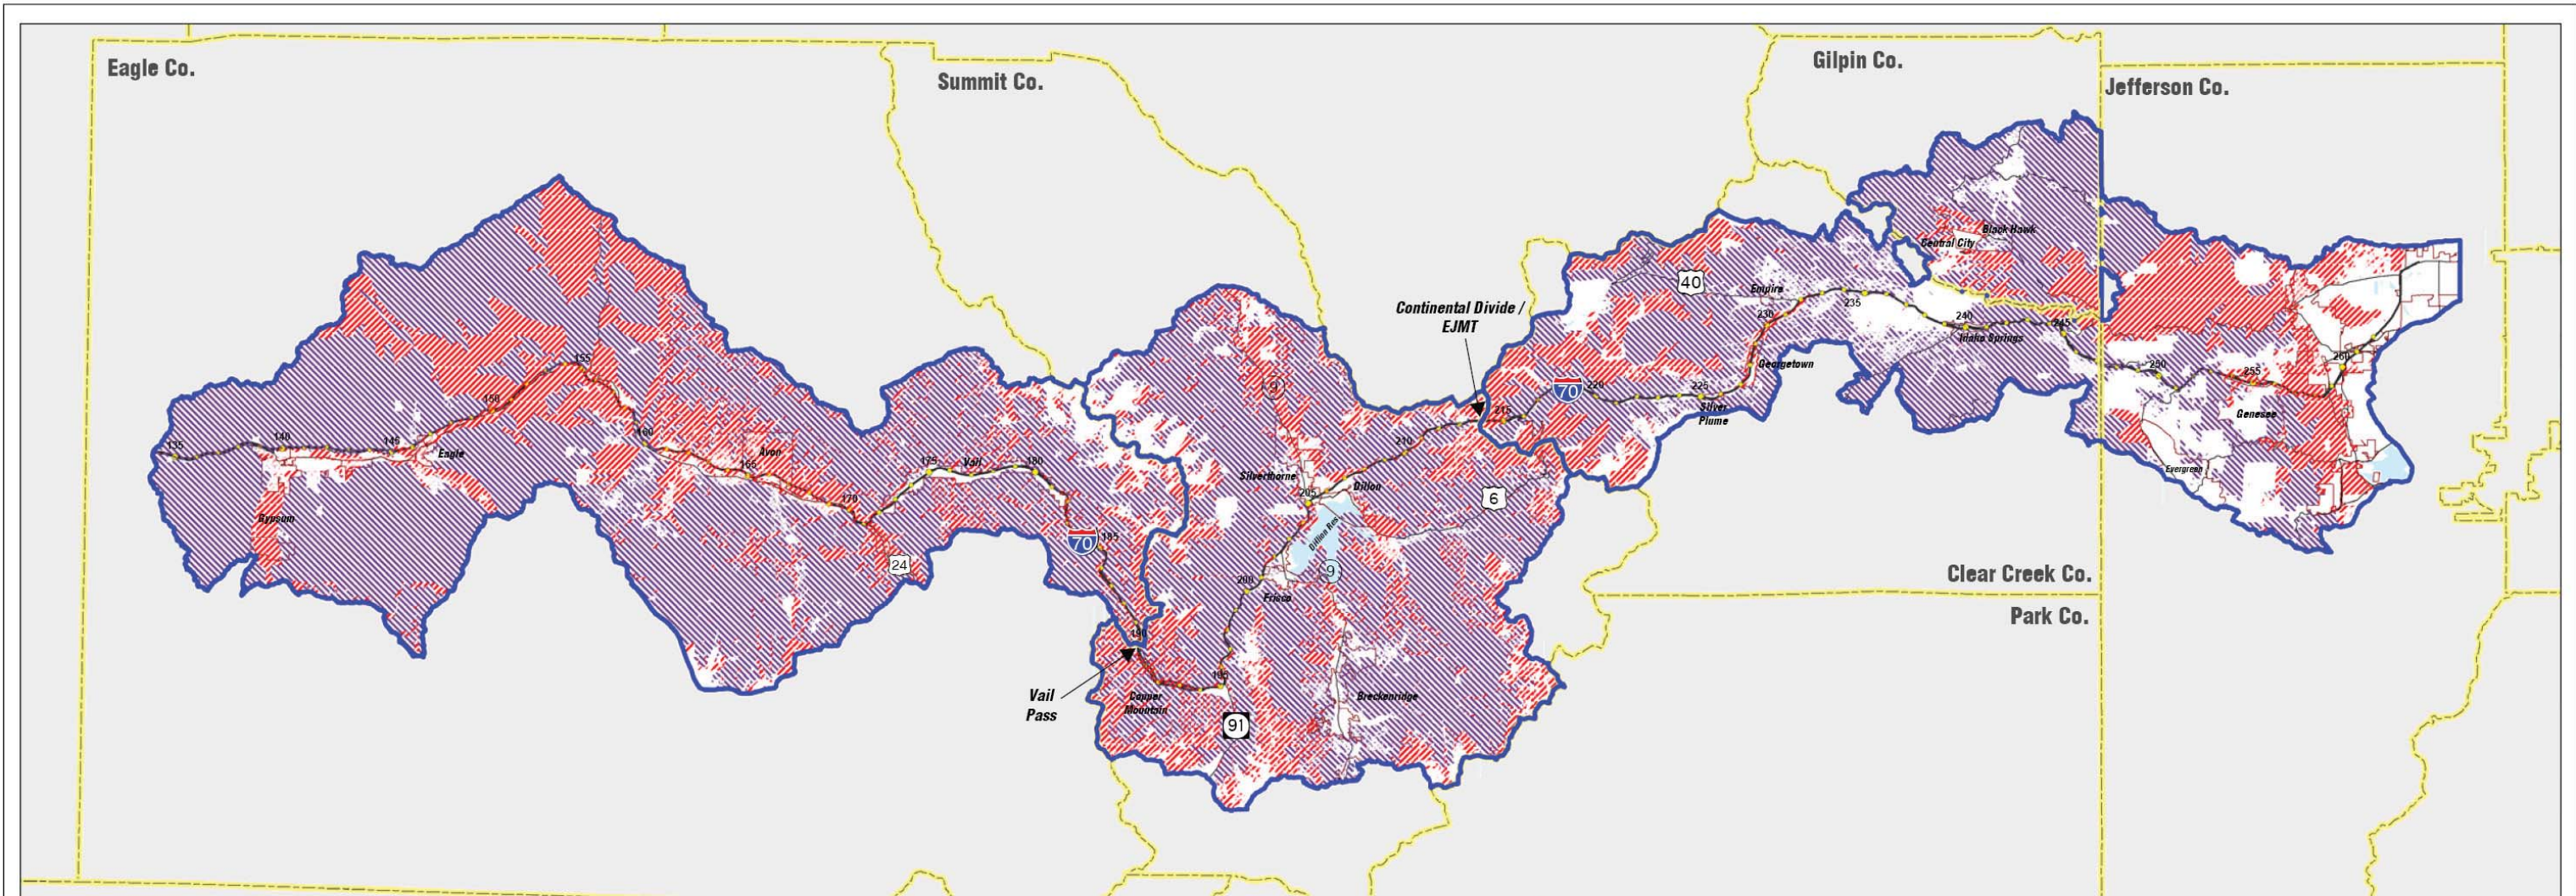 Eagle Co.
Summit Co.
Gilpin Co.
Jefferson Co.
Black Hawk
Central City
40
Empire
235
230
240
Idaho Springs
245
Continental Divide /
EJMT
Georgetown
250
260
255
155
9
70
220
225
215
Silver
Plume
Genesee
150
160
210
135
140
145
Eagle
Avon
165
175
Vail
180
Silverthorne
Dillon
205
Evergreen
170
6
Gypsum
Dillon Res.
70
185
24
9
200
Frisco
Clear Creek Co.
Park Co.
190
195
Vail
Pass
Copper
Mountain
Breckenridge
91